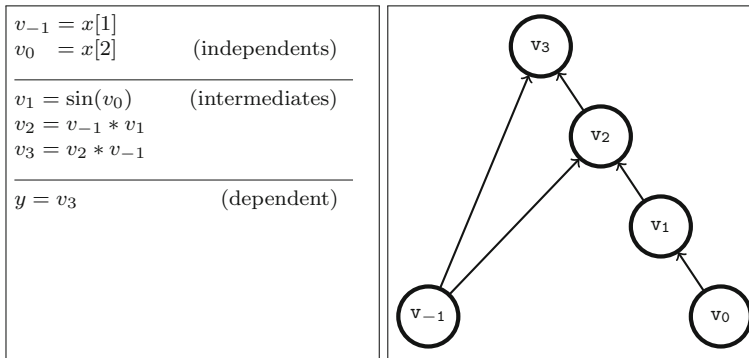 v₋₁ = x[1]
v₀ = x[2] (independents)
v₁ = sin(v₀) (intermediates)
v₂ = v₋₁ * v₁
v₃ = v₂ * v₋₁
y = v₃ (dependent)
v₃
v₂
v₁
v₋₁
v₀